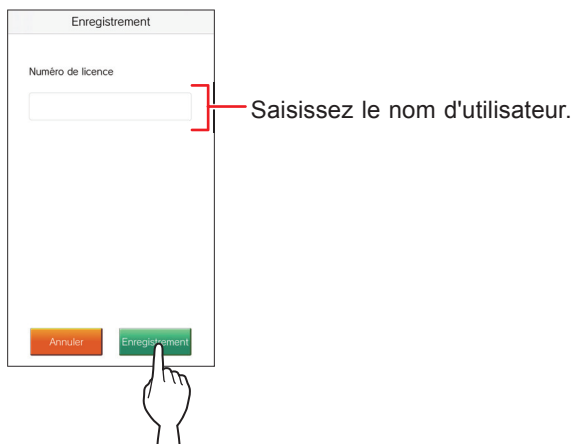 Enregistrement
Numéro de licence
Saisissez le nom d'utilisateur.
Annuler
Enregistrement